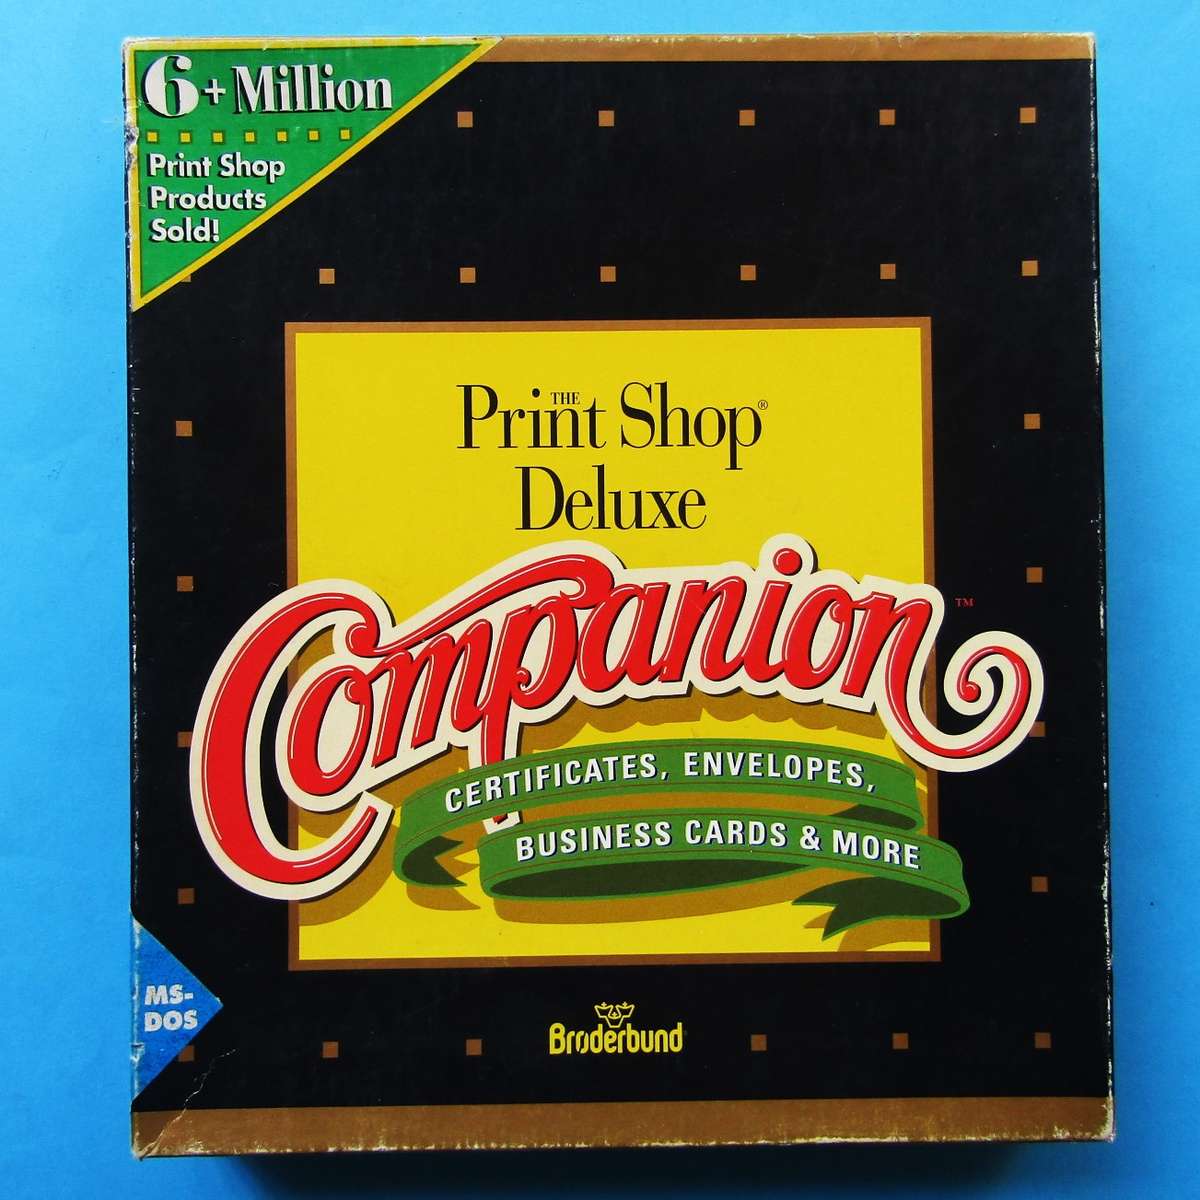 6+ Million
Print Shop
Products
Sold!
THE
Print Shop®
Deluxe
Companion™
CERTIFICATES, ENVELOPES,
BUSINESS CARDS & MORE
MS-
DOS
Brøderbund